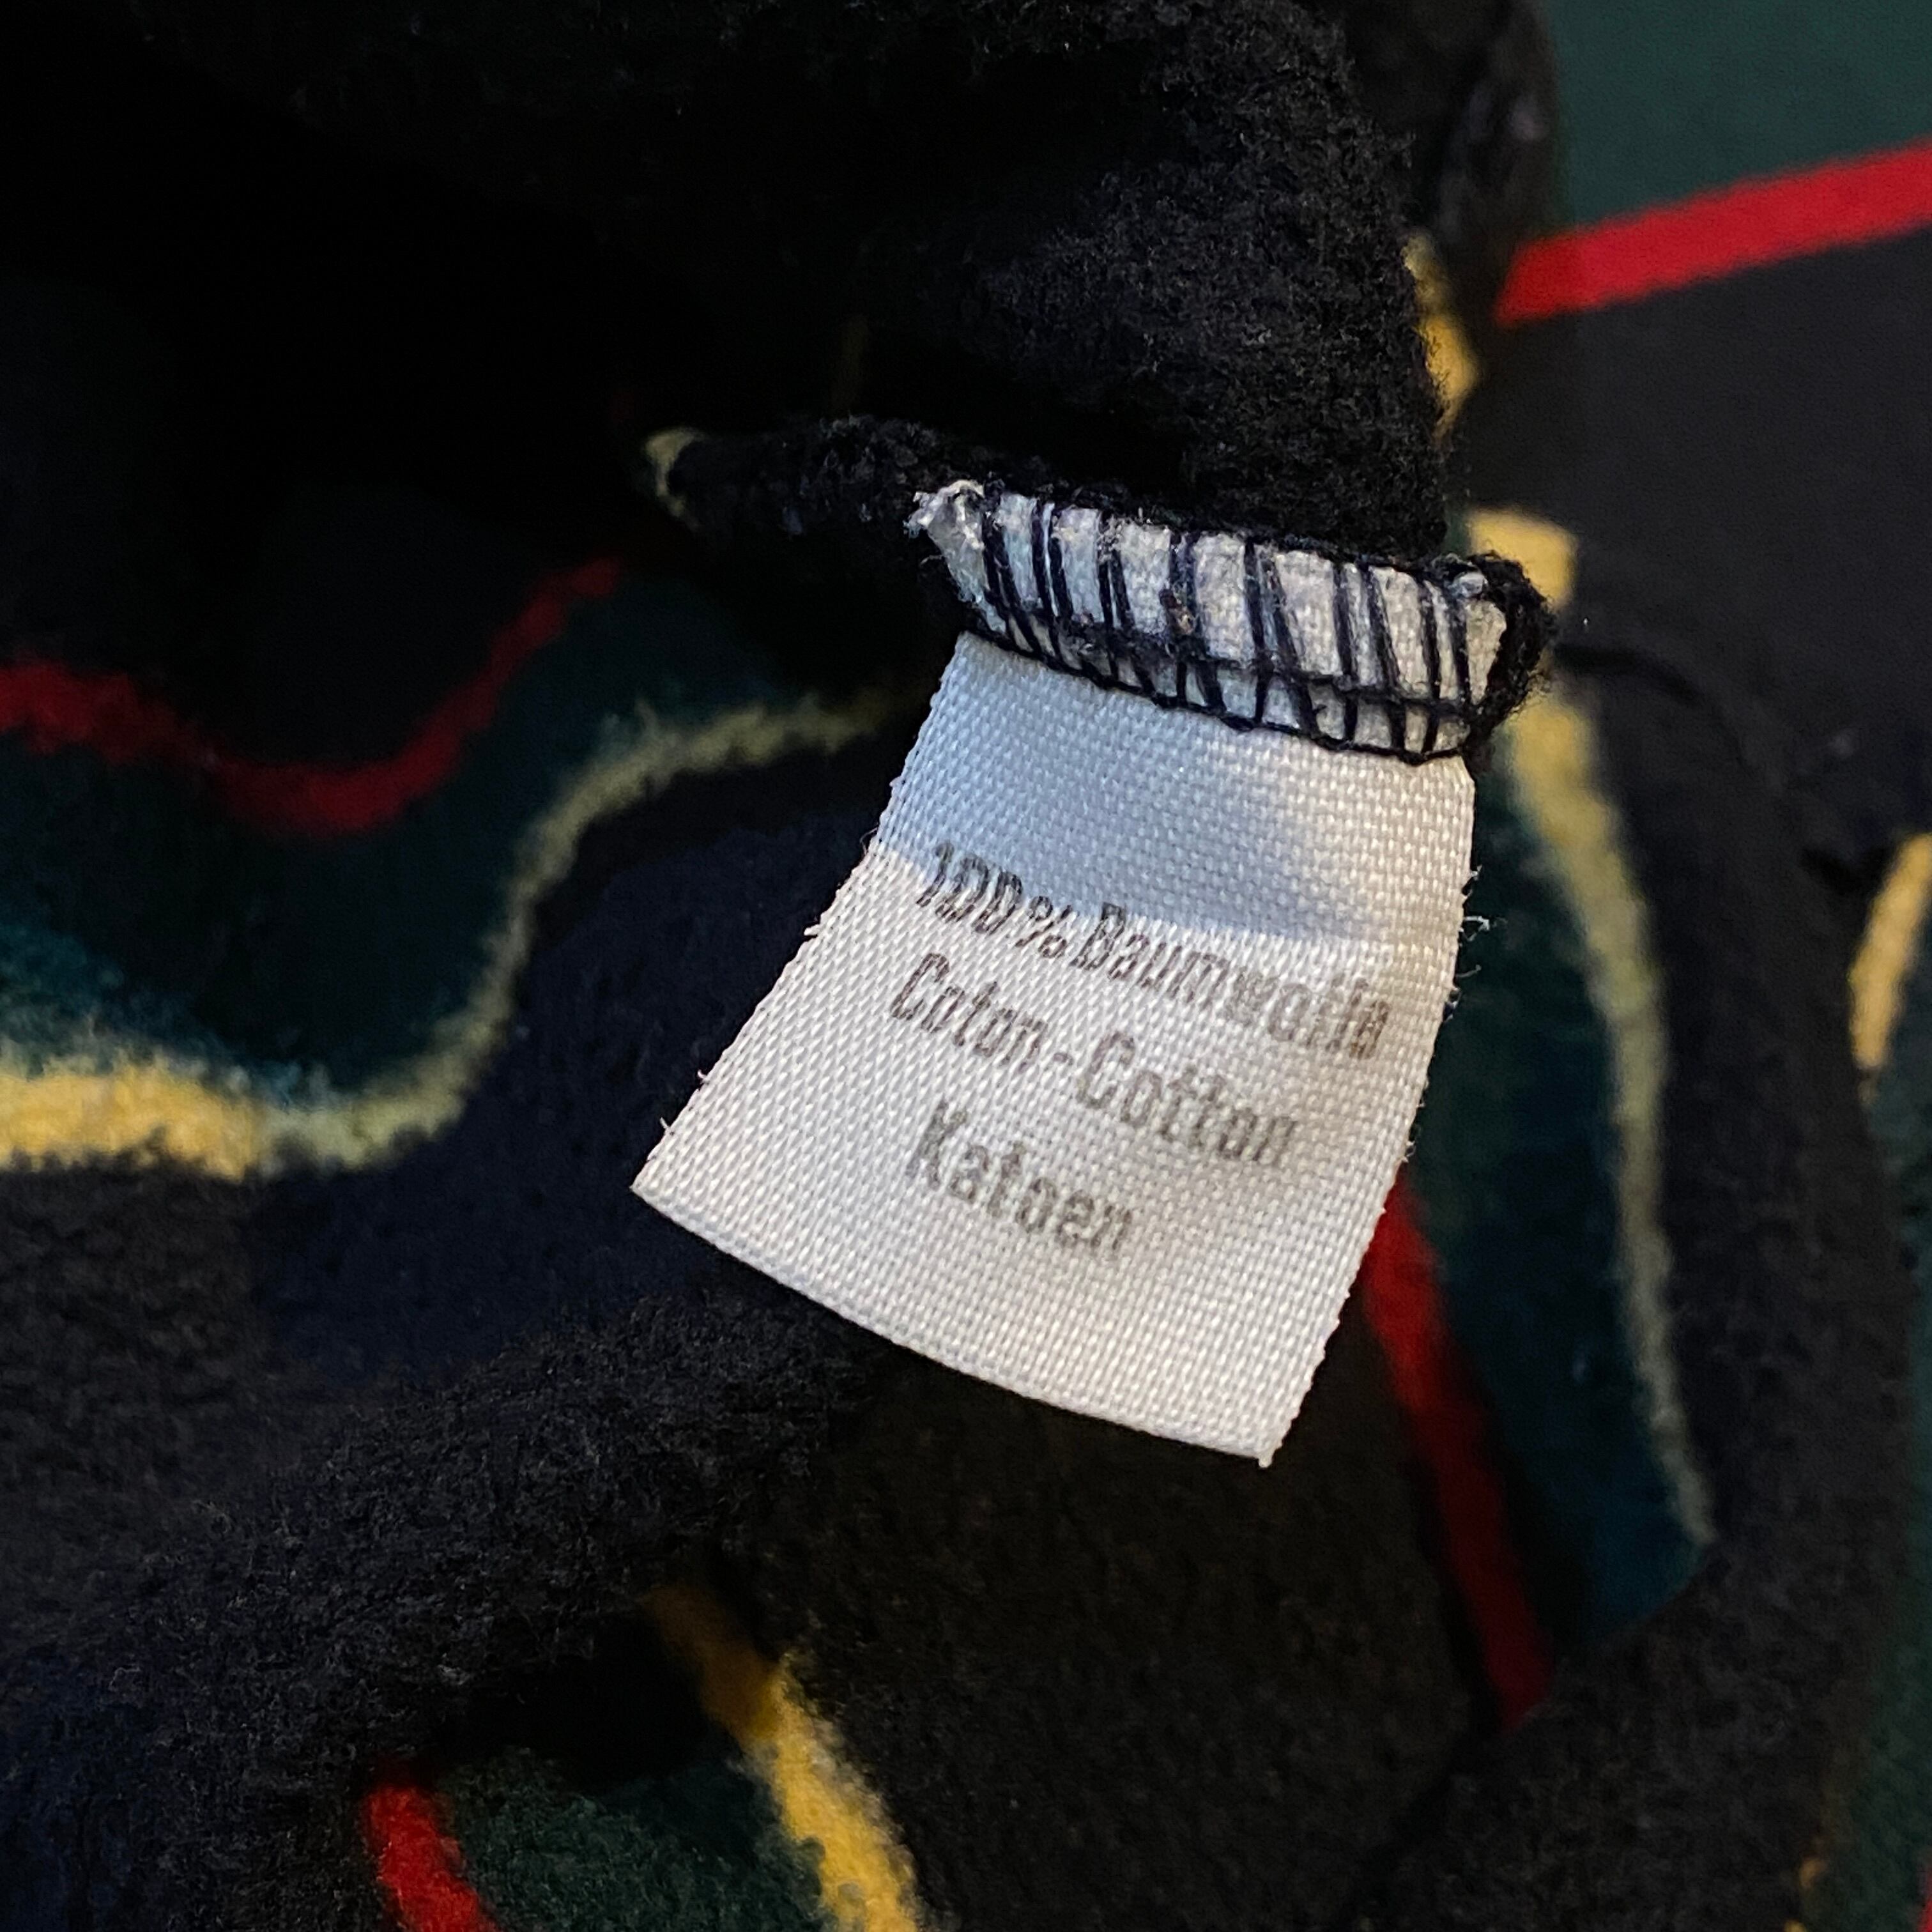 100% Baumwolle
Coton - Cotton
Katoen